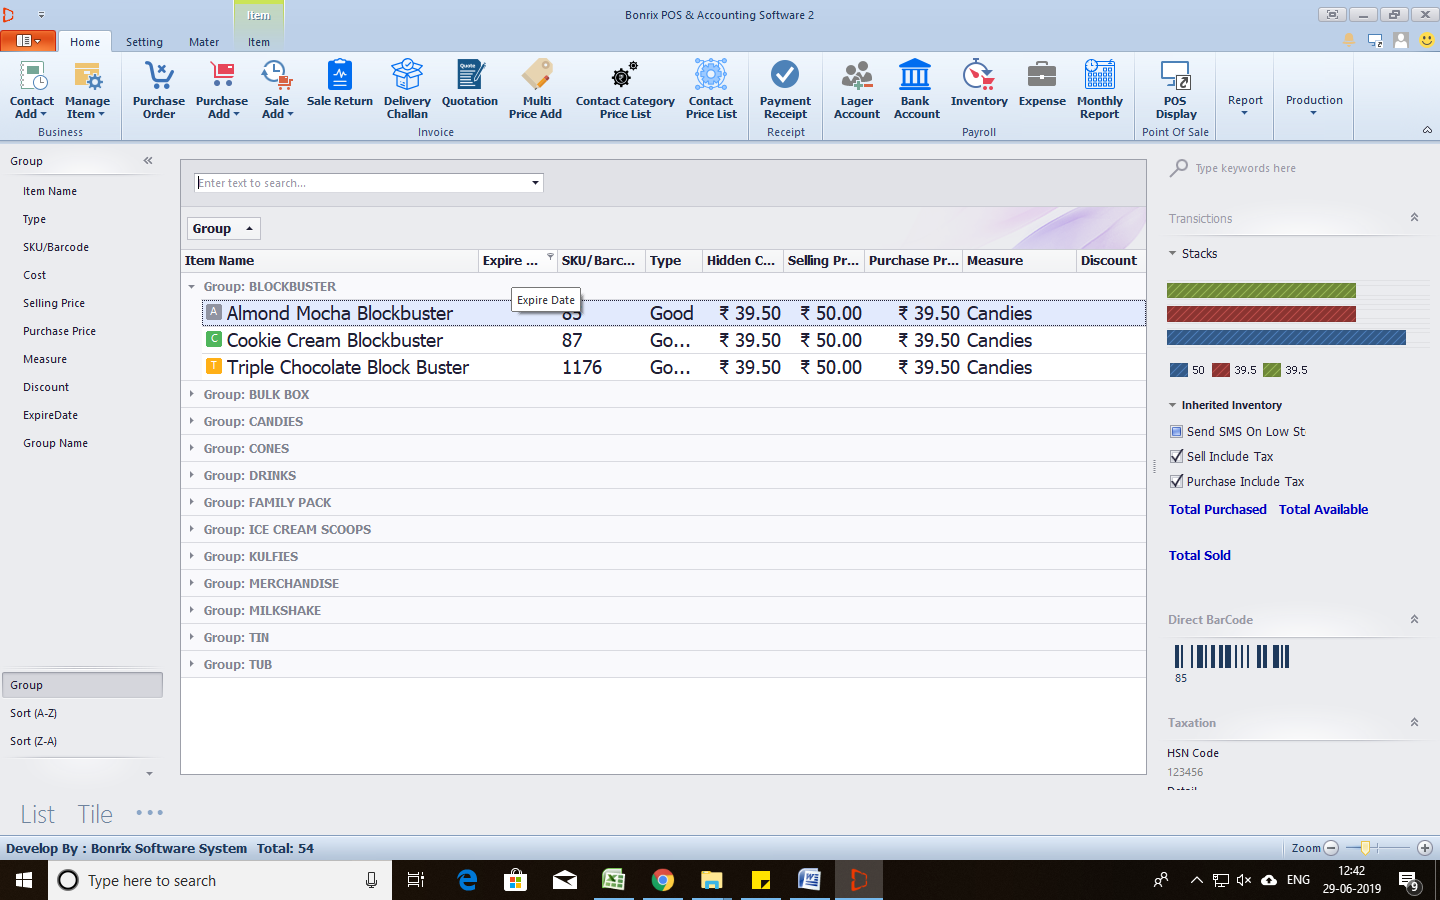 Item
Bonrix POS & Accounting Software 2
Home Setting Mater Item
Contact Add
Manage Item
Business
Purchase Order
Purchase Add
Sale Add
Sale Return
Delivery Challan
Quote
Quotation
Multi Price Add
Contact Category Price List
Contact Price List
Invoice
Payment Receipt
Receipt
Lager Account
Bank Account
Inventory
Expense
Monthly Report
Payroll
POS Display
Point Of Sale
Report
Production
Group
Item Name
Type
SKU/Barcode
Cost
Selling Price
Purchase Price
Measure
Discount
ExpireDate
Group Name
Group
Sort (A-Z)
Sort (Z-A)
List Tile
Enter text to search...
Group
Item Name Expire ... SKU/Barc... Type Hidden C... Selling Pr... Purchase Pr... Measure Discount
Group: BLOCKBUSTER
Expire Date
A Almond Mocha Blockbuster 85 Good ₹ 39.50 ₹ 50.00 ₹ 39.50 Candies
C Cookie Cream Blockbuster 87 Go... ₹ 39.50 ₹ 50.00 ₹ 39.50 Candies
T Triple Chocolate Block Buster 1176 Go... ₹ 39.50 ₹ 50.00 ₹ 39.50 Candies
Group: BULK BOX
Group: CANDIES
Group: CONES
Group: DRINKS
Group: FAMILY PACK
Group: ICE CREAM SCOOPS
Group: KULFIES
Group: MERCHANDISE
Group: MILKSHAKE
Group: TIN
Group: TUB
Type keywords here
Transictions
Stacks
50 39.5 39.5
Inherited Inventory
Send SMS On Low St
Sell Include Tax
Purchase Include Tax
Total Purchased Total Available
Total Sold
Direct BarCode
85
Taxation
HSN Code
123456
Detail
Develop By : Bonrix Software System Total: 54
Zoom
Type here to search
ENG
12:42
29-06-2019
9